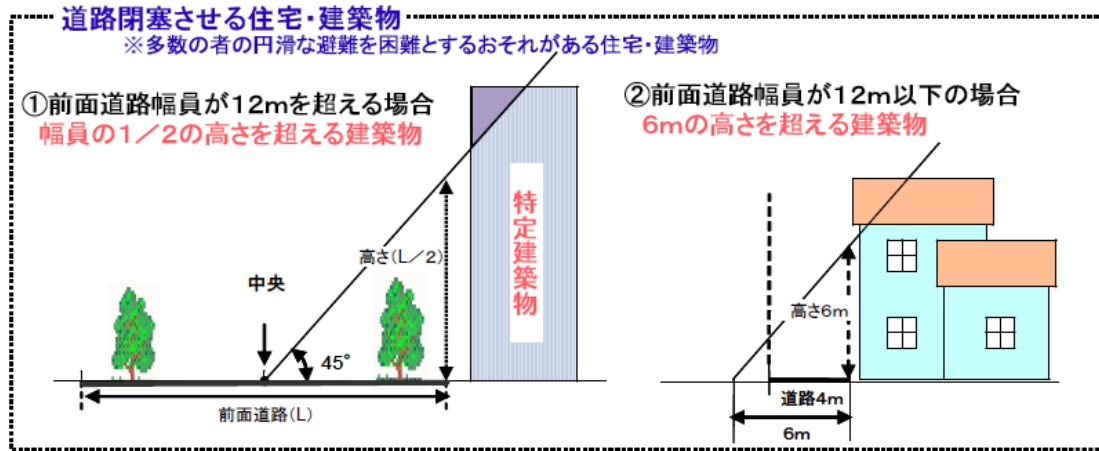 道路閉塞させる住宅・建築物
※多数の者の円滑な避難を困難とするおそれがある住宅・建築物
①前面道路幅員が12mを超える場合
幅員の1／2の高さを超える建築物
特定建築物
高さ(L／2)
中央
45°
前面道路(L)
②前面道路幅員が12m以下の場合
6mの高さを超える建築物
高さ6m
道路4m
6m